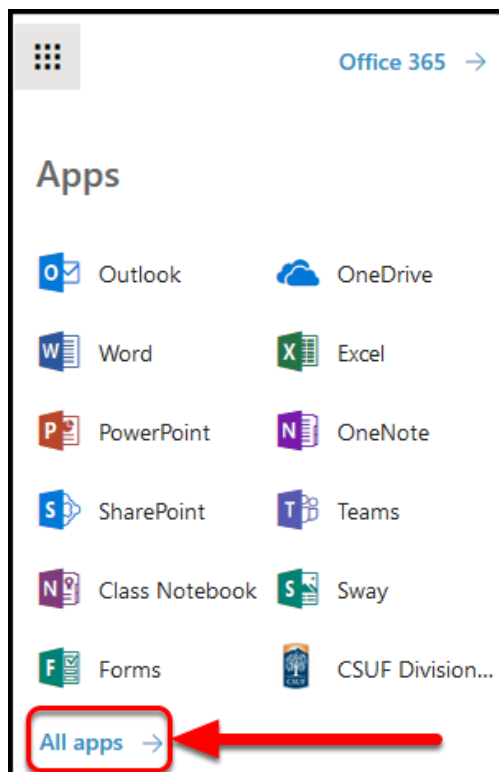 Office 365
Apps
Outlook OneDrive
Word Excel
PowerPoint OneNote
SharePoint Teams
Class Notebook Sway
Forms CSUF Division...
All apps